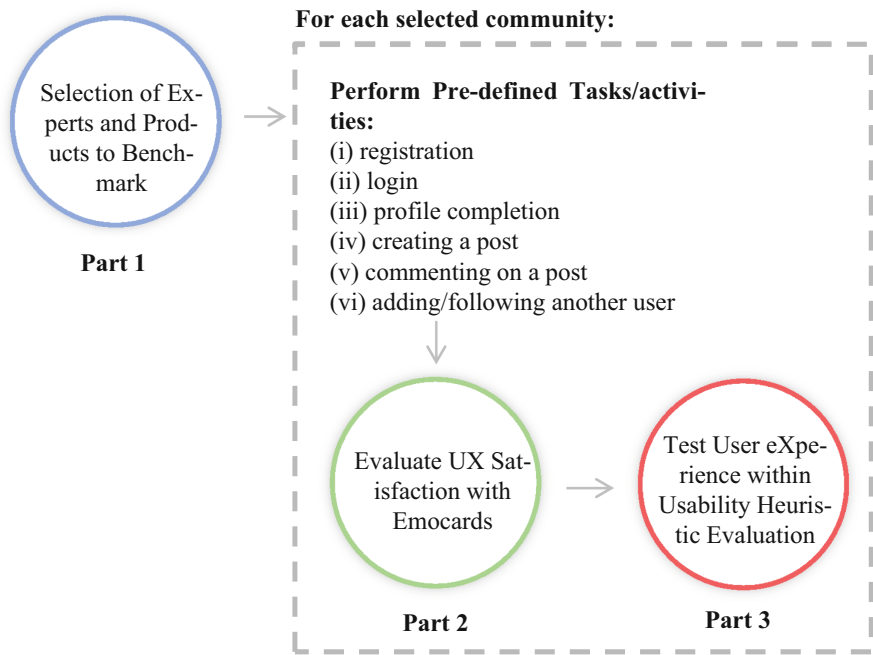 For each selected community:
Selection of Ex-
perts and Prod-
ucts to Bench-
mark
Part 1
Perform Pre-defined Tasks/activi-
ties:
(i) registration
(ii) login
(iii) profile completion
(iv) creating a post
(v) commenting on a post
(vi) adding/following another user
Evaluate UX Sat-
isfaction with
Emocards
Part 2
Test User eXpe-
rience within
Usability Heuris-
tic Evaluation
Part 3